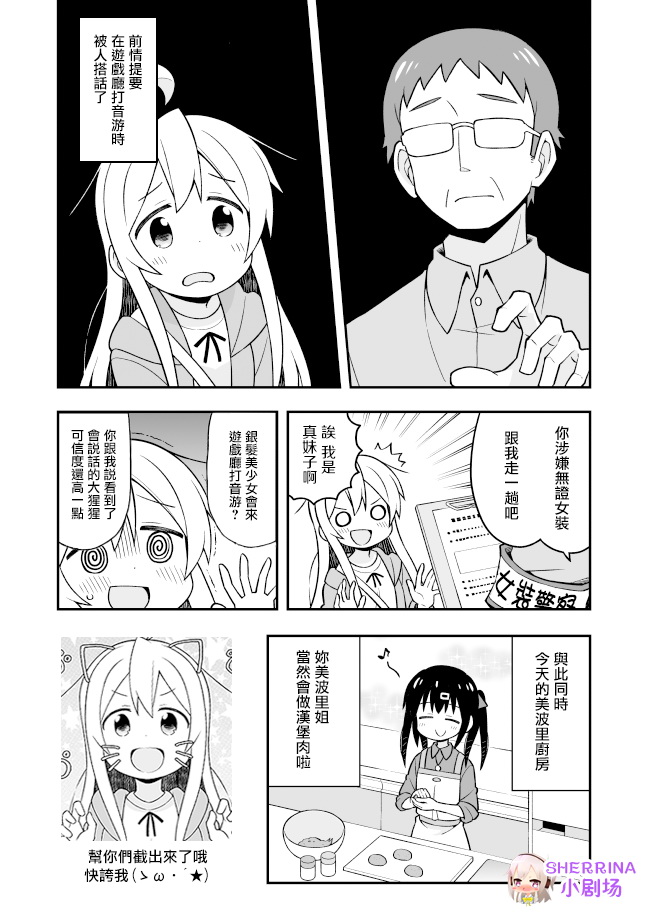 前情提要
在遊戲廳打音游時
被人搭話了
你涉嫌無證女裝
跟我走一趟吧
誒 我是
真妹子啊
女裝警察
銀髮美少女會來
遊戲廳打音游?
你跟我說看到了
會説話的大猩猩
可信度還高一點
與此同時
今天的美波里廚房
妳美波里姐
當然會做漢堡肉啦
♪
幫你們截出來了哦
快誇我(ゝω・´★)
SHERRINA
小剧场